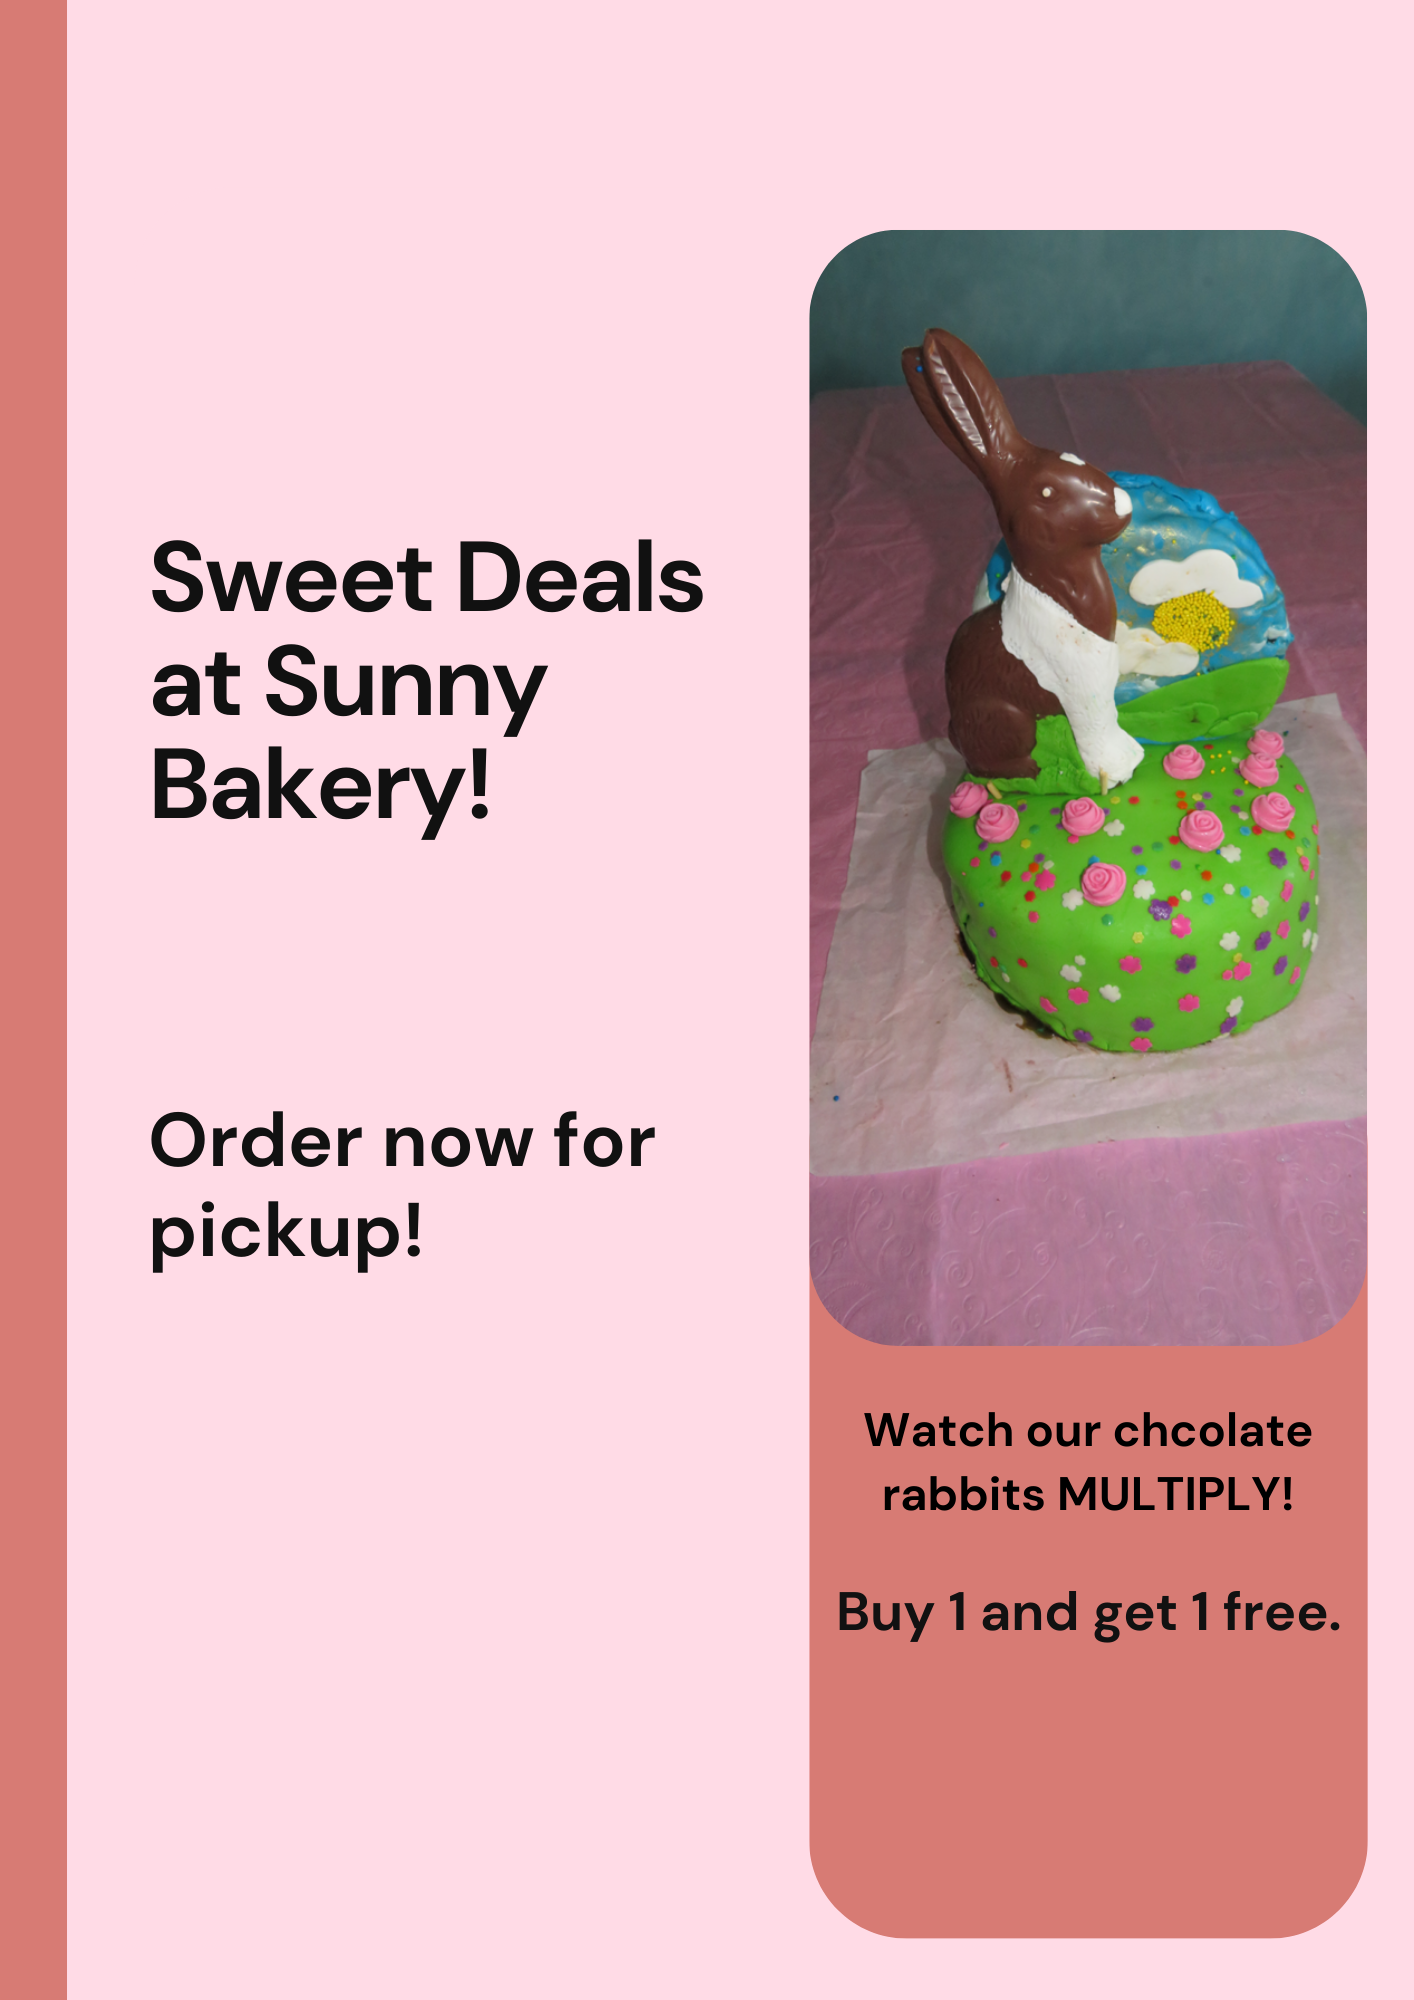 Sweet Deals
at Sunny
Bakery!
Order now for
pickup!
Watch our chcolate
rabbits MULTIPLY!
Buy 1 and get 1 free.